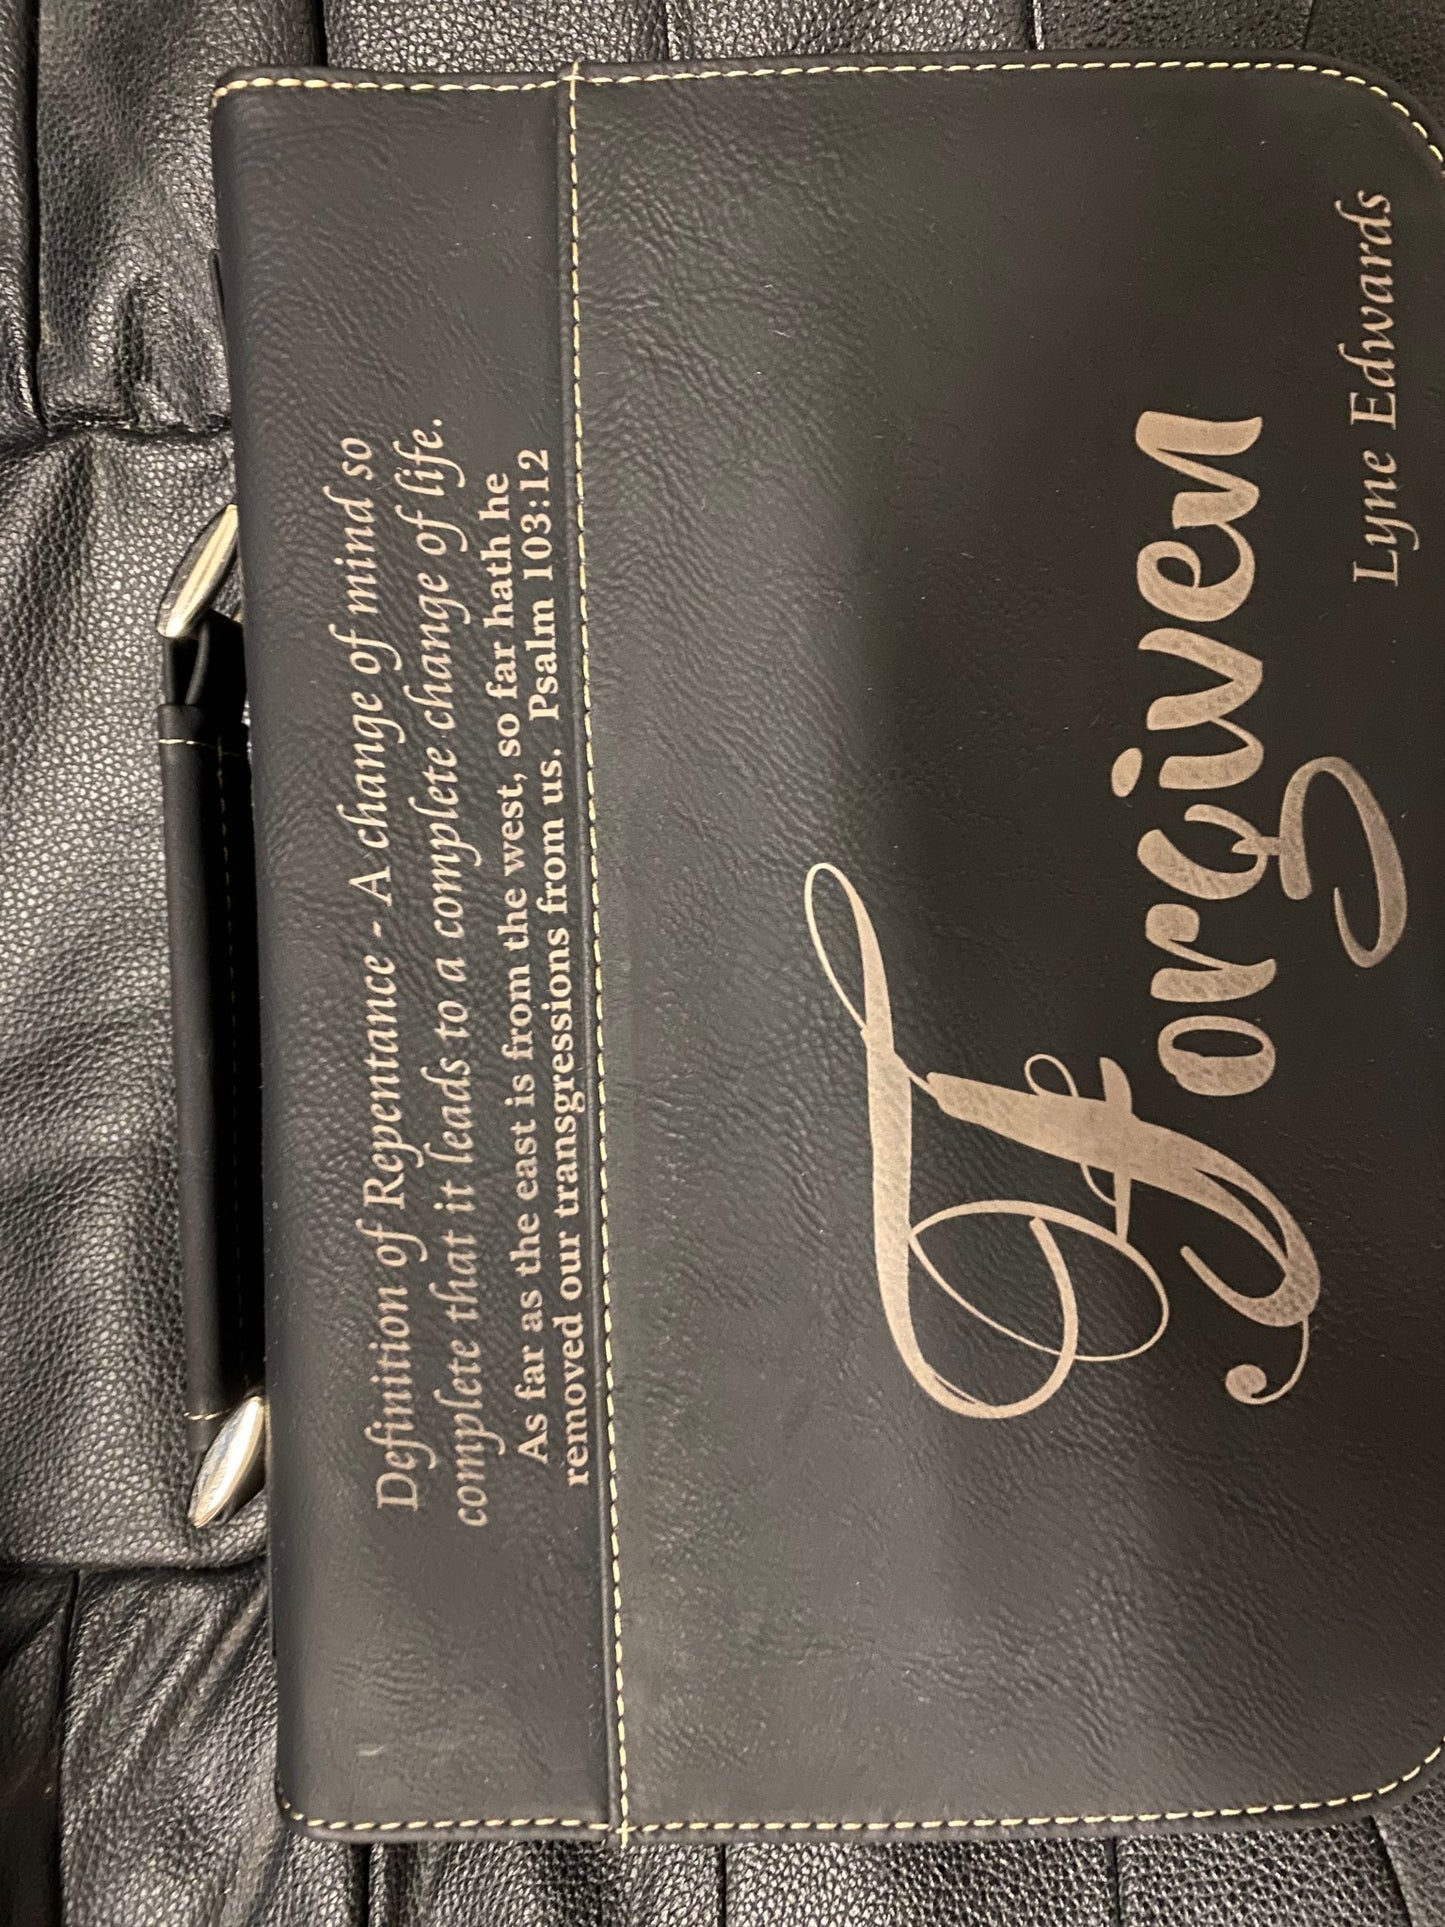 Definition of Repentance - A change of mind so
complete that it leads to a complete change of life.
As far as the east is from the west, so far hath he
removed our transgressions from us. Psalm 103:12
Forgiven
Lyne Edwards